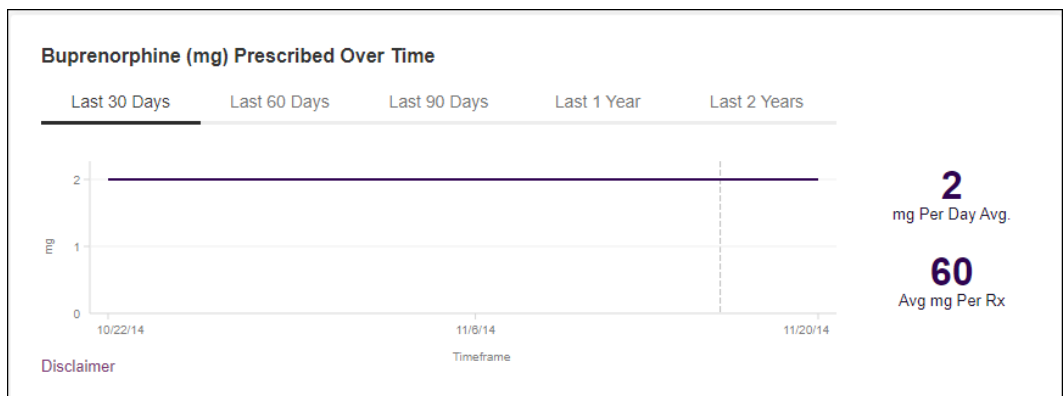 Buprenorphine (mg) Prescribed Over Time
Last 30 Days Last 60 Days Last 90 Days Last 1 Year Last 2 Years
2
1
0
mg
10/22/14 11/6/14 11/20/14
Timeframe
2
mg Per Day Avg.
60
Avg mg Per Rx
Disclaimer